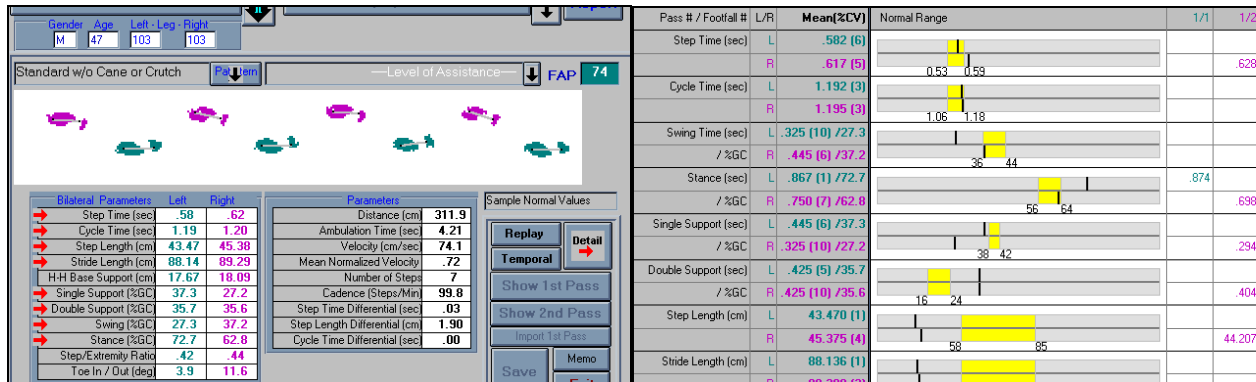 Gender Age Left - Leg - Right
M 47 103 103
Standard w/o Cane or Crutch Pattern —Level of Assistance— FAP 74
Bilateral Parameters Left Right
Step Time (sec) .58 .62
Cycle Time (sec) 1.19 1.20
Step Length (cm) 43.47 45.38
Stride Length (cm) 88.14 89.29
H-H Base Support (cm) 17.67 18.09
Single Support (%GC) 37.3 27.2
Double Support (%GC) 35.7 35.6
Swing (%GC) 27.3 37.2
Stance (%GC) 72.7 62.8
Step/Extremity Ratio .42 .44
Toe In / Out (deg) 3.9 11.6
Parameters
Distance (cm) 311.9
Ambulation Time (sec) 4.21
Velocity (cm/sec) 74.1
Mean Normalized Velocity .72
Number of Steps 7
Cadence (Steps/Min) 99.8
Step Time Differential (sec) .03
Step Length Differential (cm) 1.90
Cycle Time Differential (sec) .00
Sample Normal Values
Replay
Detail
Temporal
Show 1st Pass
Show 2nd Pass
Import 1st Pass
Save
Memo
Pass # / Footfall # L/R Mean(%CV) Normal Range 1/1 1/2
Step Time (sec) L .582 (6)
R .617 (5) .628
0.53 0.59
Cycle Time (sec) L 1.192 (3)
R 1.195 (3)
1.06 1.18
Swing Time (sec) L .325 (10) /27.3
/ %GC R .445 (6) /37.2
36 44
Stance (sec) L .867 (1) /72.7 .874
/ %GC R .750 (7) /62.8 .698
56 64
Single Support (sec) L .445 (6) /37.3
/ %GC R .325 (10) /27.2 .294
38 42
Double Support (sec) L .425 (5) /35.7
/ %GC R .425 (10) /35.6 .404
16 24
Step Length (cm) L 43.470 (1)
R 45.375 (4) 44.207
58 85
Stride Length (cm) L 88.136 (1)
R